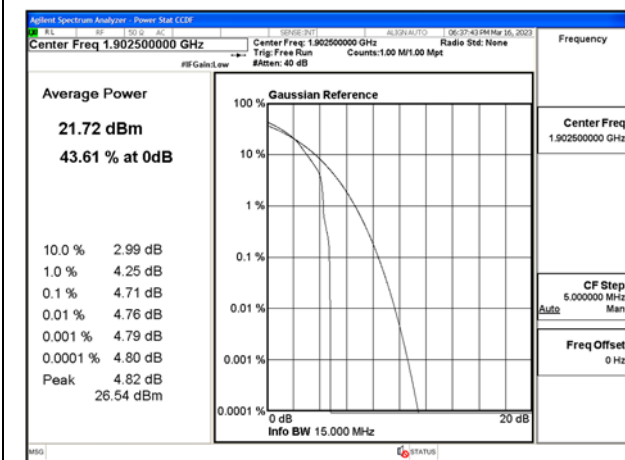 Agilent Spectrum Analyzer - Power Stat CCDF
RL RF 50 Ω AC SENSE:INT ALIGN AUTO 06:37:43 PM Mar 16, 2023
Center Freq 1.902500000 GHz
Center Freq: 1.902500000 GHz Radio Std: None
Trig: Free Run Counts:1.00 M/1.00 Mpt
#IFGain:Low #Atten: 40 dB
Frequency
Average Power
21.72 dBm
43.61 % at 0dB
10.0 % 2.99 dB
1.0 % 4.25 dB
0.1 % 4.71 dB
0.01 % 4.76 dB
0.001 % 4.79 dB
0.0001 % 4.80 dB
Peak 4.82 dB
26.54 dBm
Gaussian Reference
100 %
10 %
1 %
0.1 %
0.01 %
0.001 %
0.0001 %
0 dB 20 dB
Info BW 15.000 MHz
Center Freq
1.902500000 GHz
CF Step
5.000000 MHz
Auto Man
Freq Offset
0 Hz
MSG STATUS